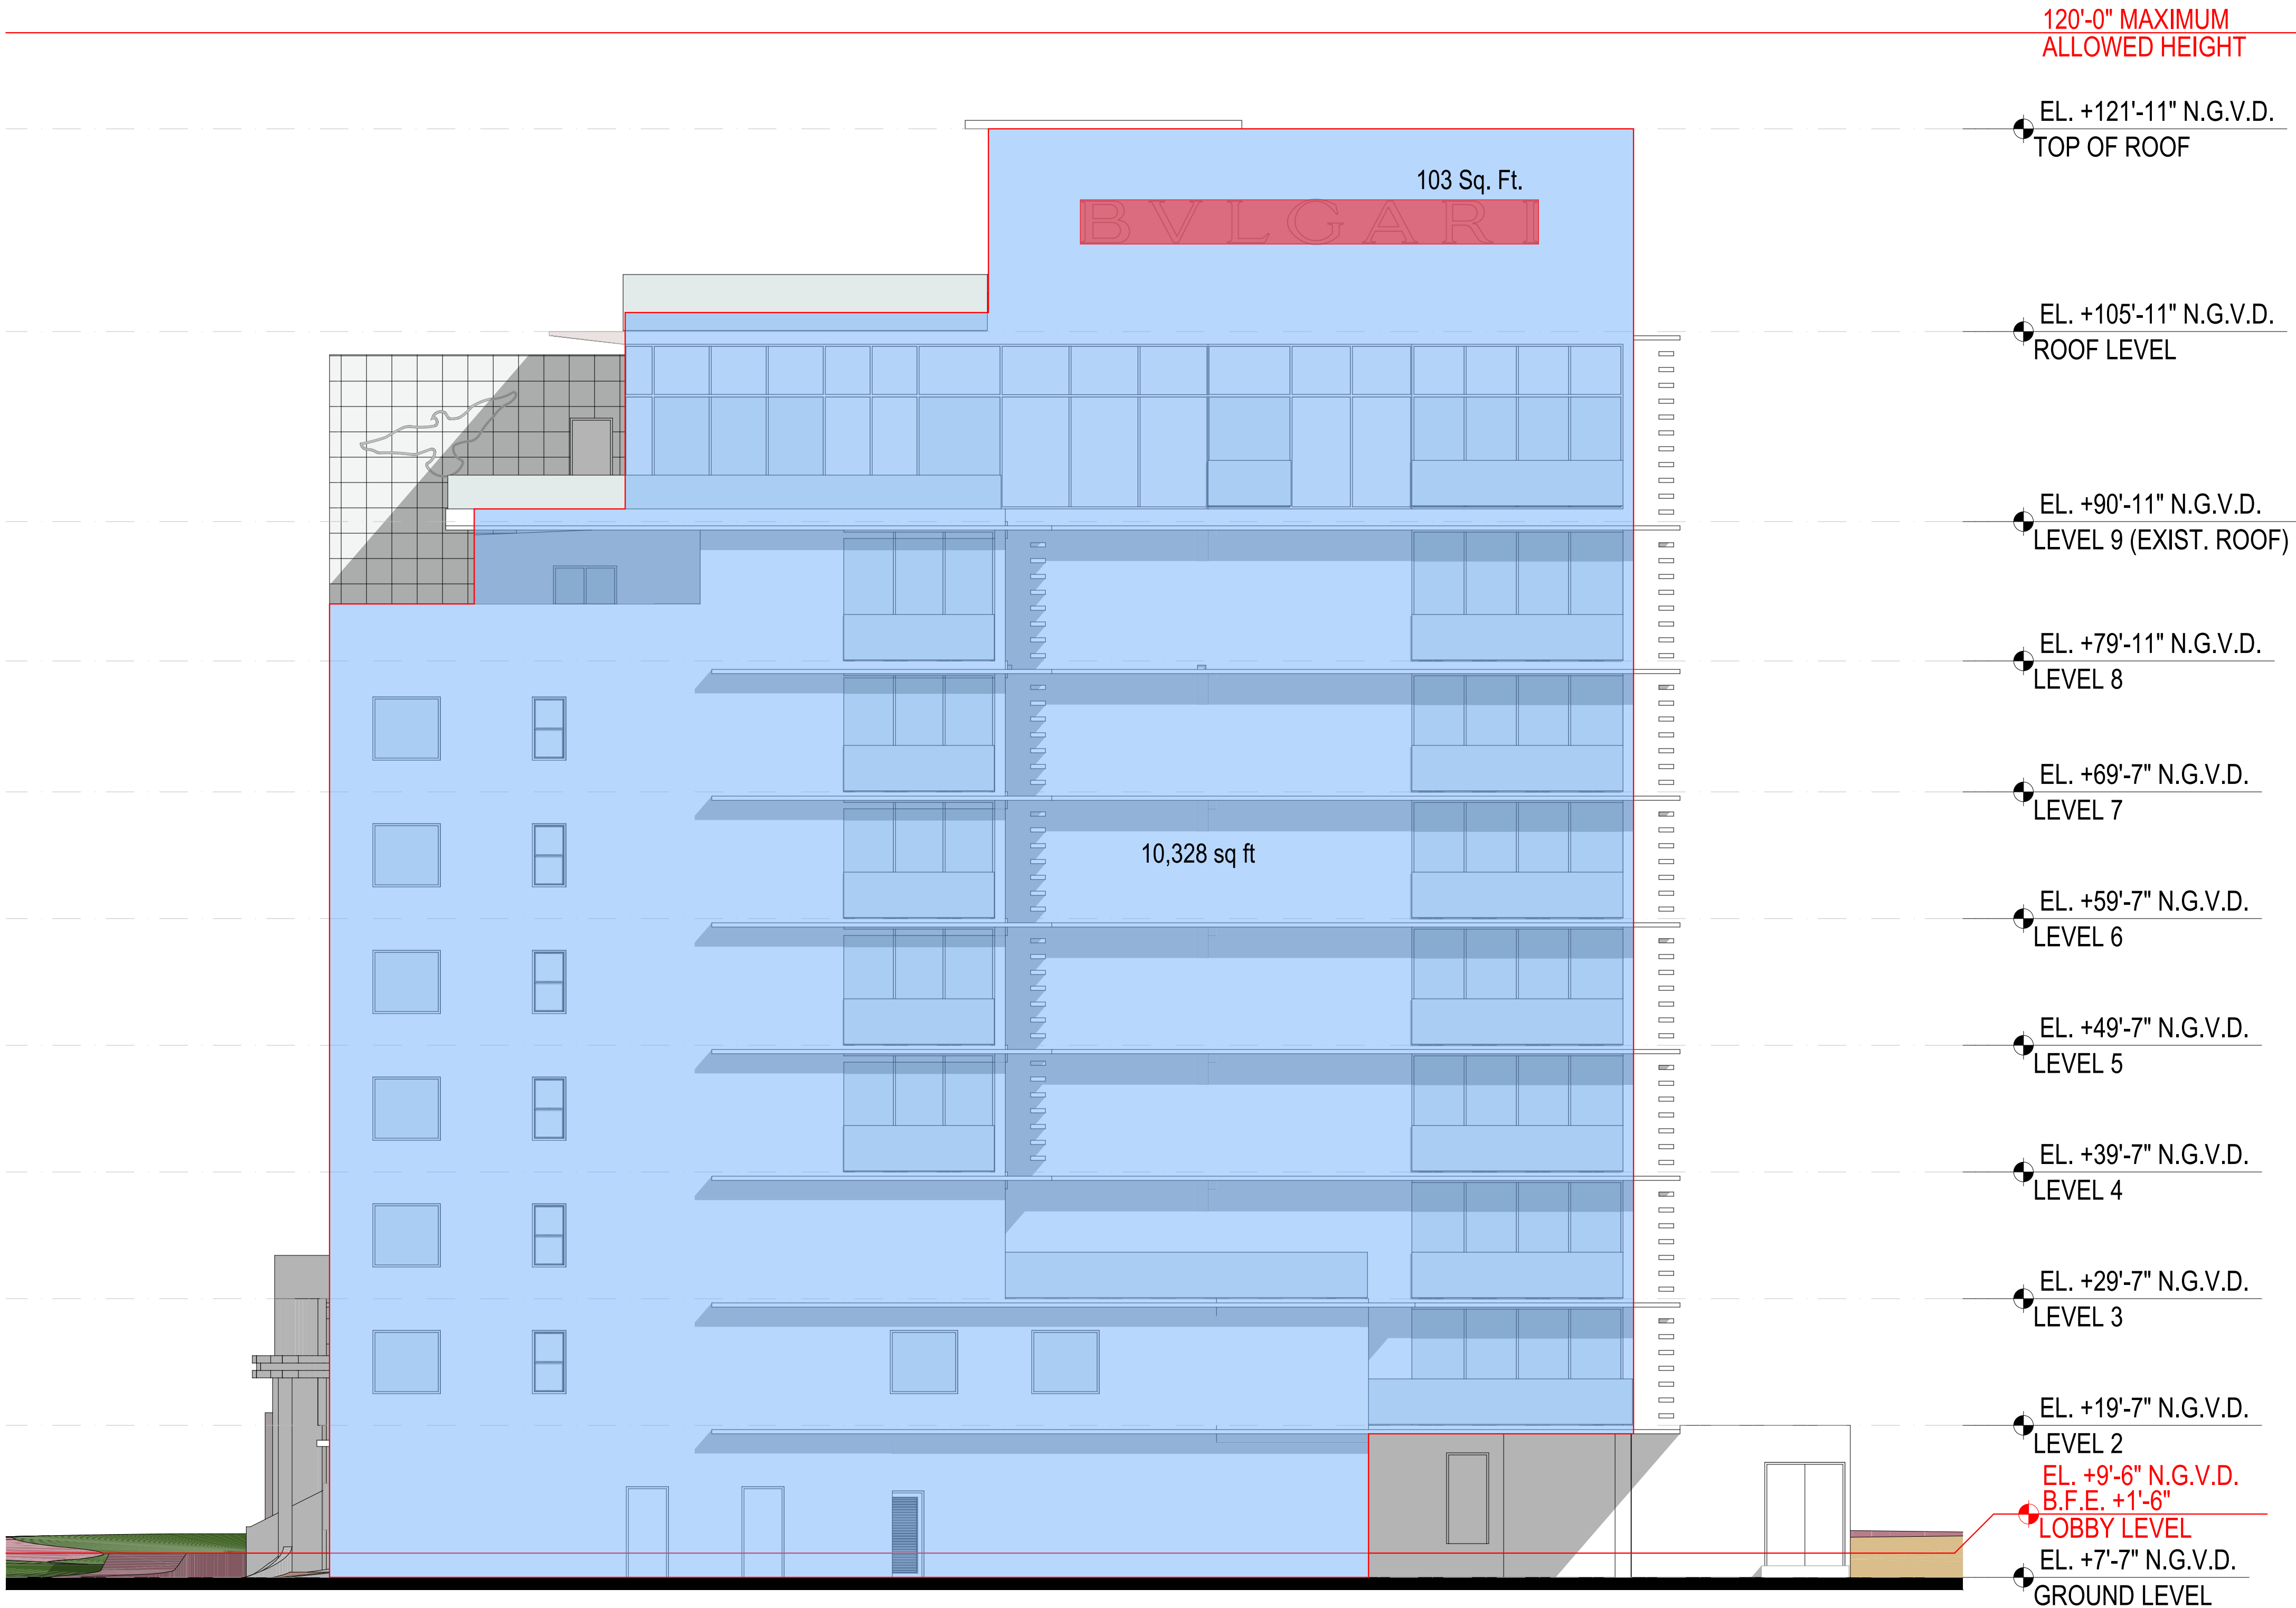 120'-0" MAXIMUM
ALLOWED HEIGHT
EL. +121'-11" N.G.V.D.
TOP OF ROOF
103 Sq. Ft.
BVLGARI
EL. +105'-11" N.G.V.D.
ROOF LEVEL
EL. +90'-11" N.G.V.D.
LEVEL 9 (EXIST. ROOF)
EL. +79'-11" N.G.V.D.
LEVEL 8
EL. +69'-7" N.G.V.D.
LEVEL 7
10,328 sq ft
EL. +59'-7" N.G.V.D.
LEVEL 6
EL. +49'-7" N.G.V.D.
LEVEL 5
EL. +39'-7" N.G.V.D.
LEVEL 4
EL. +29'-7" N.G.V.D.
LEVEL 3
EL. +19'-7" N.G.V.D.
LEVEL 2
EL. +9'-6" N.G.V.D.
B.F.E. +1'-6"
LOBBY LEVEL
EL. +7'-7" N.G.V.D.
GROUND LEVEL